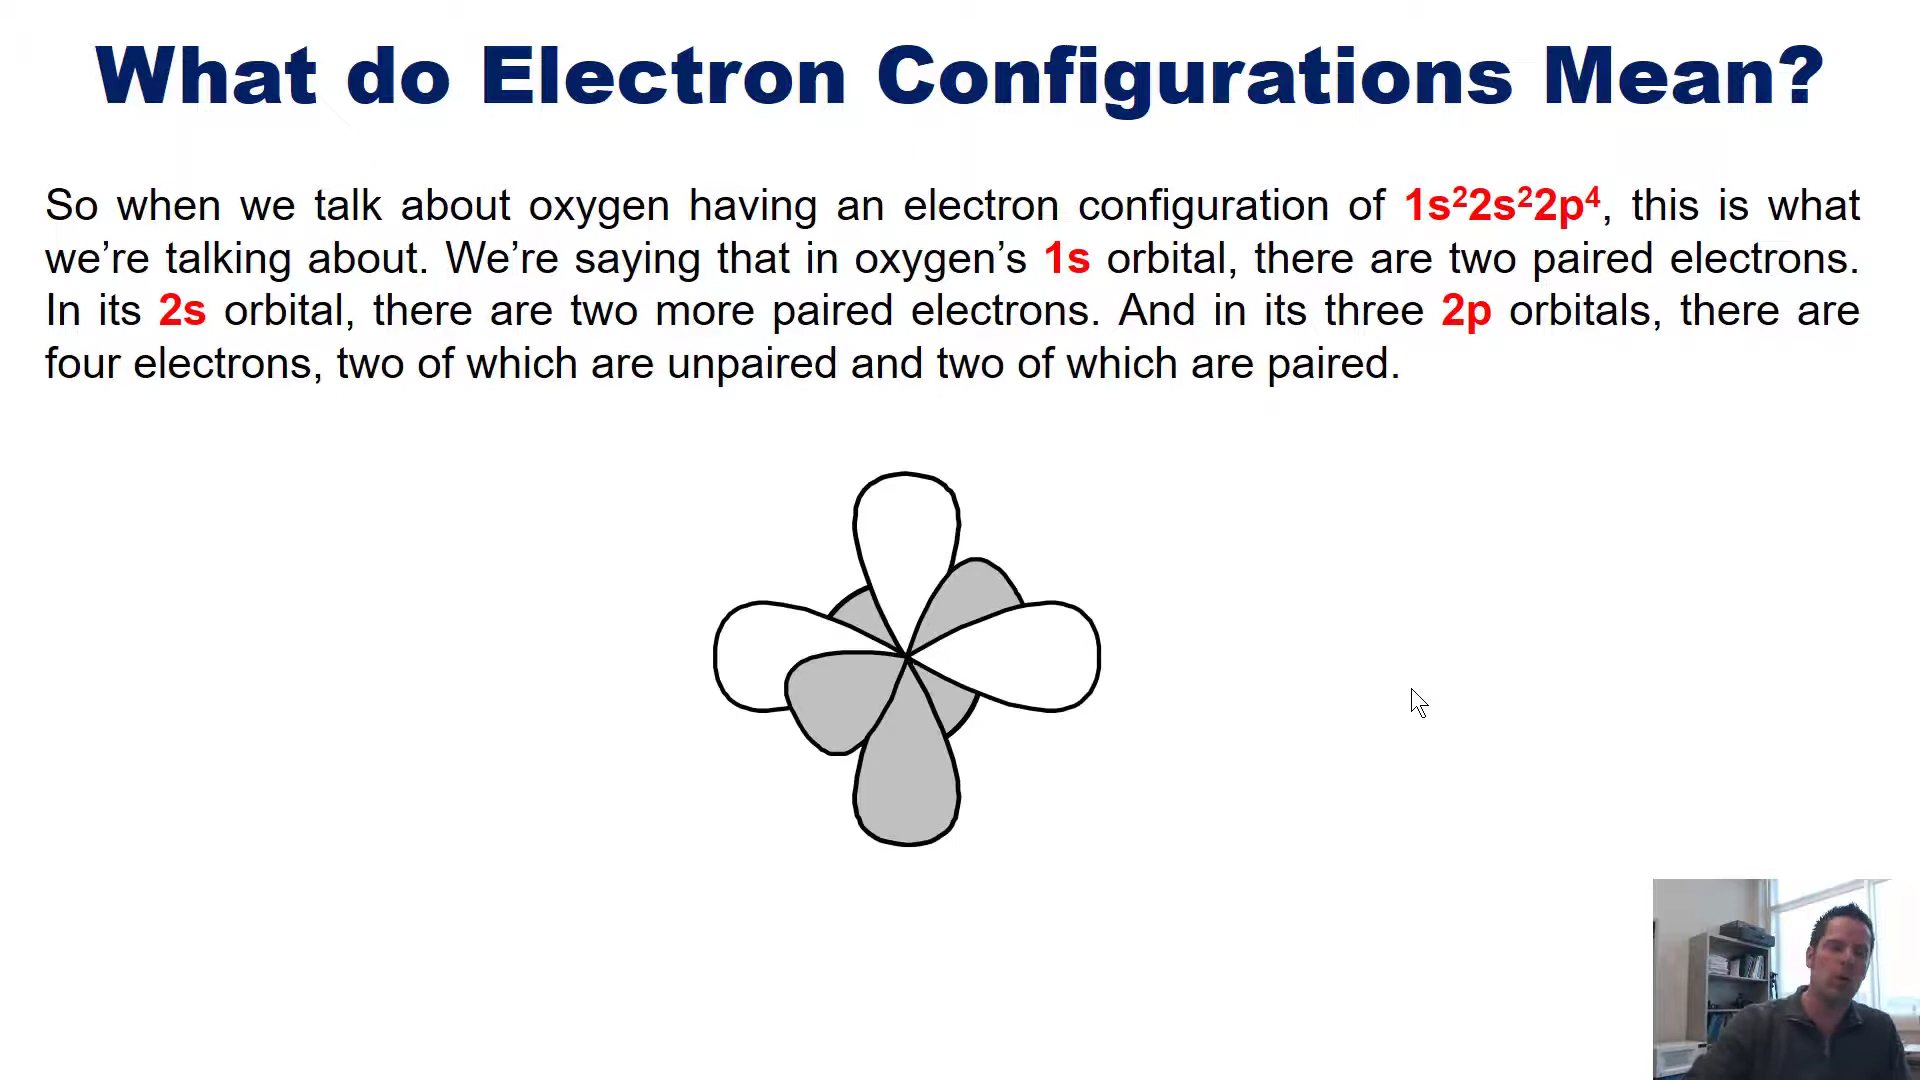 What do Electron Configurations Mean?
So when we talk about oxygen having an electron configuration of 1s²2s²2p⁴, this is what
we’re talking about. We’re saying that in oxygen’s 1s orbital, there are two paired electrons.
In its 2s orbital, there are two more paired electrons. And in its three 2p orbitals, there are
four electrons, two of which are unpaired and two of which are paired.